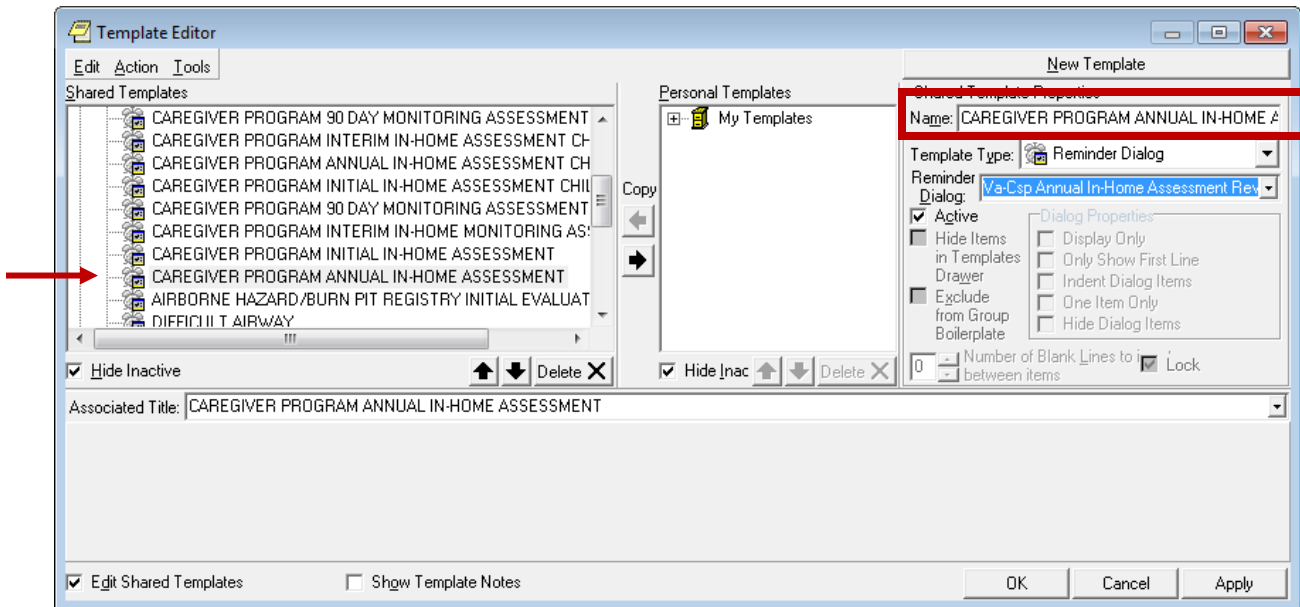 Template Editor
Edit Action Tools
New Template
Shared Templates
CAREGIVER PROGRAM 90 DAY MONITORING ASSESSMENT
CAREGIVER PROGRAM INTERIM IN-HOME ASSESSMENT CH
CAREGIVER PROGRAM ANNUAL IN-HOME ASSESSMENT CH
CAREGIVER PROGRAM INITIAL IN-HOME ASSESSMENT CHIL
CAREGIVER PROGRAM 90 DAY MONITORING ASSESSMENT
CAREGIVER PROGRAM INTERIM IN-HOME MONITORING AS
CAREGIVER PROGRAM INITIAL IN-HOME ASSESSMENT
CAREGIVER PROGRAM ANNUAL IN-HOME ASSESSMENT
AIRBORNE HAZARD/BURN PIT REGISTRY INITIAL EVALUAT
DIFFICULT AIRWAY
Hide Inactive
Delete
Copy
Personal Templates
My Templates
Hide Inac
Delete
Shared Template Properties
Name: CAREGIVER PROGRAM ANNUAL IN-HOME A
Template Type: Reminder Dialog
Reminder
Dialog: Va-Csp Annual In-Home Assessment Rev
Active
Hide Items
in Templates
Drawer
Exclude
from Group
Boilerplate
Dialog Properties
Display Only
Only Show First Line
Indent Dialog Items
One Item Only
Hide Dialog Items
0 Number of Blank Lines to
between items
Lock
Associated Title: CAREGIVER PROGRAM ANNUAL IN-HOME ASSESSMENT
Edit Shared Templates Show Template Notes OK Cancel Apply